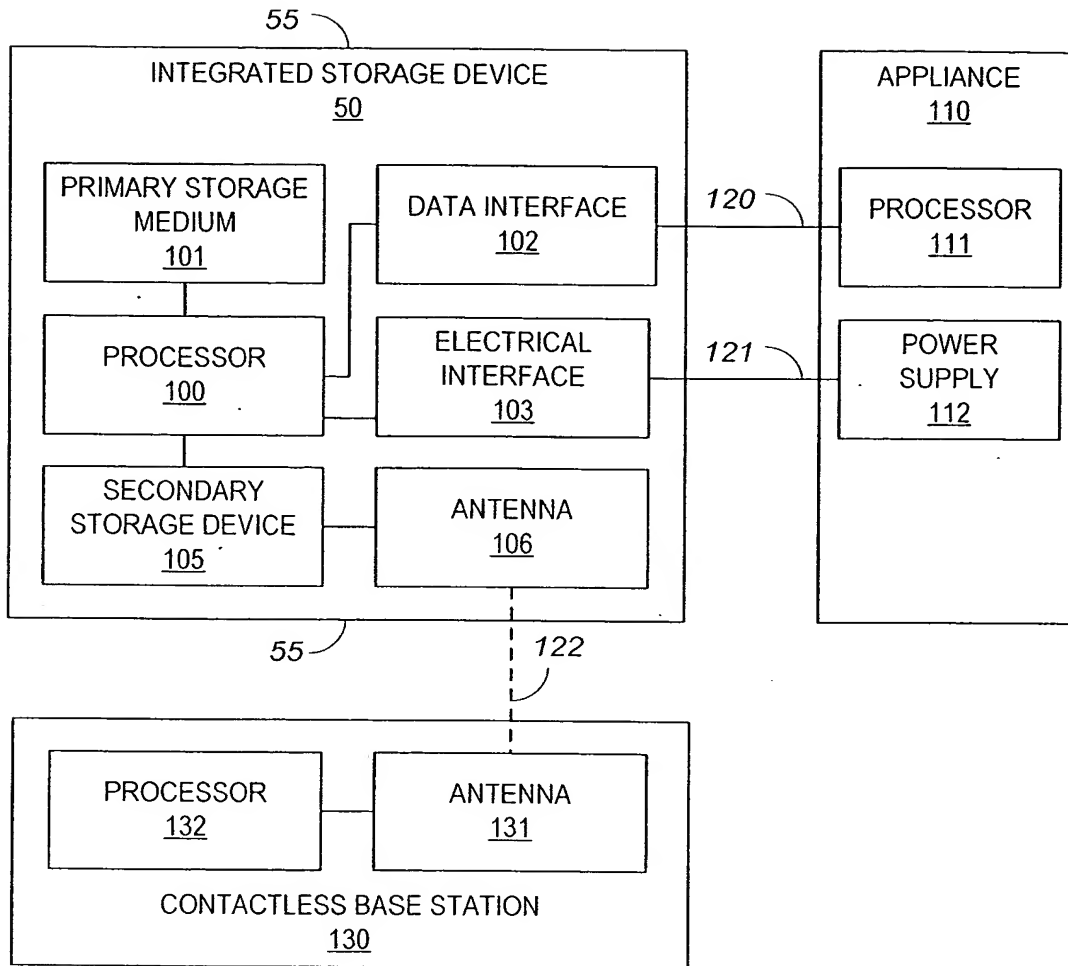 55
INTEGRATED STORAGE DEVICE
50
PRIMARY STORAGE
MEDIUM
101
DATA INTERFACE
102
PROCESSOR
100
ELECTRICAL
INTERFACE
103
SECONDARY
STORAGE DEVICE
105
ANTENNA
106
55
120
121
APPLIANCE
110
PROCESSOR
111
POWER
SUPPLY
112
122
PROCESSOR
132
ANTENNA
131
CONTACTLESS BASE STATION
130